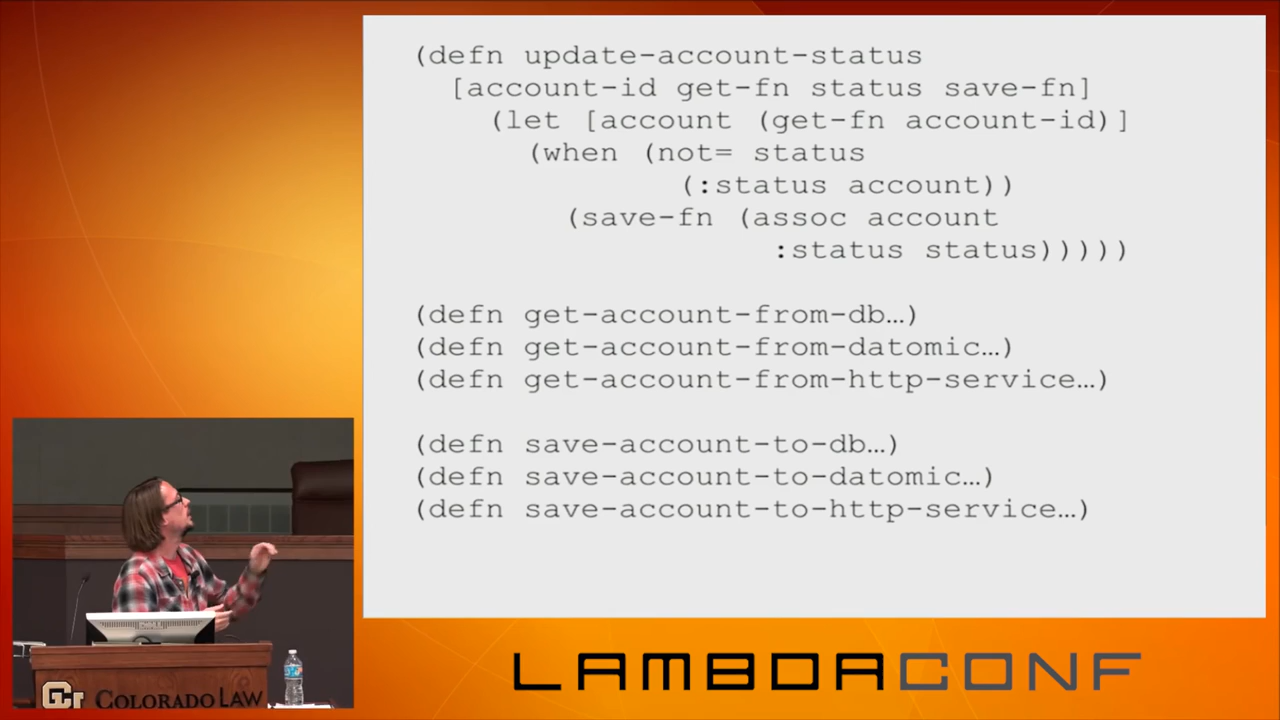 (defn update-account-status
[account-id get-fn status save-fn]
(let [account (get-fn account-id)]
(when (not= status
(:status account))
(save-fn (assoc account
:status status)))))
(defn get-account-from-db…)
(defn get-account-from-datomic…)
(defn get-account-from-http-service…)
(defn save-account-to-db…)
(defn save-account-to-datomic…)
(defn save-account-to-http-service…)
DELL
COLORADO LAW
LAMBDACONF